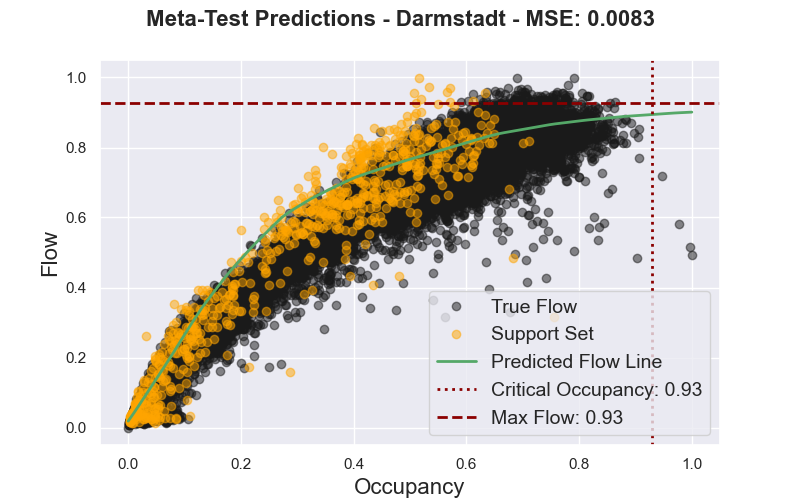 Meta-Test Predictions - Darmstadt - MSE: 0.0083
1.0
0.8
0.6
0.4
0.2
0.0
Flow
True Flow
Support Set
Predicted Flow Line
Critical Occupancy: 0.93
Max Flow: 0.93
0.0 0.2 0.4 0.6 0.8 1.0
Occupancy